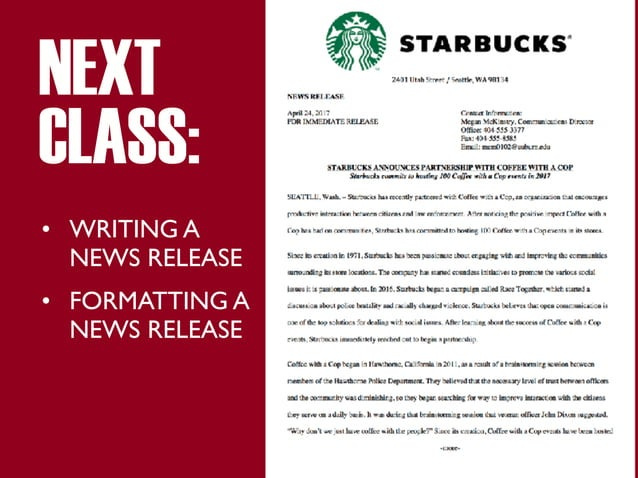 NEXT
CLASS:
• WRITING A
NEWS RELEASE
• FORMATTING A
NEWS RELEASE
STARBUCKS®
2401 Utah Street / Seattle, WA 98134
NEWS RELEASE
April 24, 2017
FOR IMMEDIATE RELEASE
Contact Information:
Megan McKinstry, Communications Director
Office: 404-555-3377
Fax: 404-555-8585
Email: mem0102@auburn.edu
STARBUCKS ANNOUNCES PARTNERSHIP WITH COFFEE WITH A COP
Starbucks commits to hosting 100 Coffee with a Cop events in 2017
SEATTLE, Wash. – Starbucks has recently partnered with Coffee with a Cop, an organization that encourages
productive interaction between citizens and law enforcement. After noticing the positive impact Coffee with a
Cop has had on communities, Starbucks has committed to hosting 100 Coffee with a Cop events in its stores.
Since its creation in 1971, Starbucks has been passionate about engaging with and improving the communities
surrounding its store locations. The company has started countless initiatives to promote the various social
issues it is passionate about. In 2016, Starbucks began a campaign called Race Together, which started a
discussion about police brutality and racially charged violence. Starbucks believes that open communication is
one of the top solutions for dealing with social issues. After learning about the success of Coffee with a Cop
events, Starbucks immediately reached out to begin a partnership.
Coffee with a Cop began in Hawthorne, California in 2011, as a result of a brainstorming session between
members of the Hawthorne Police Department. They believed that the necessary level of trust between officers
and the community was diminishing, so they began searching for way to improve interaction with the citizens
they serve on a daily basis. It was during that brainstorming session that veteran officer John Dixon suggested,
"Why don't we just have coffee with the people?" Since its creation, Coffee with a Cop events have been hosted
-more-